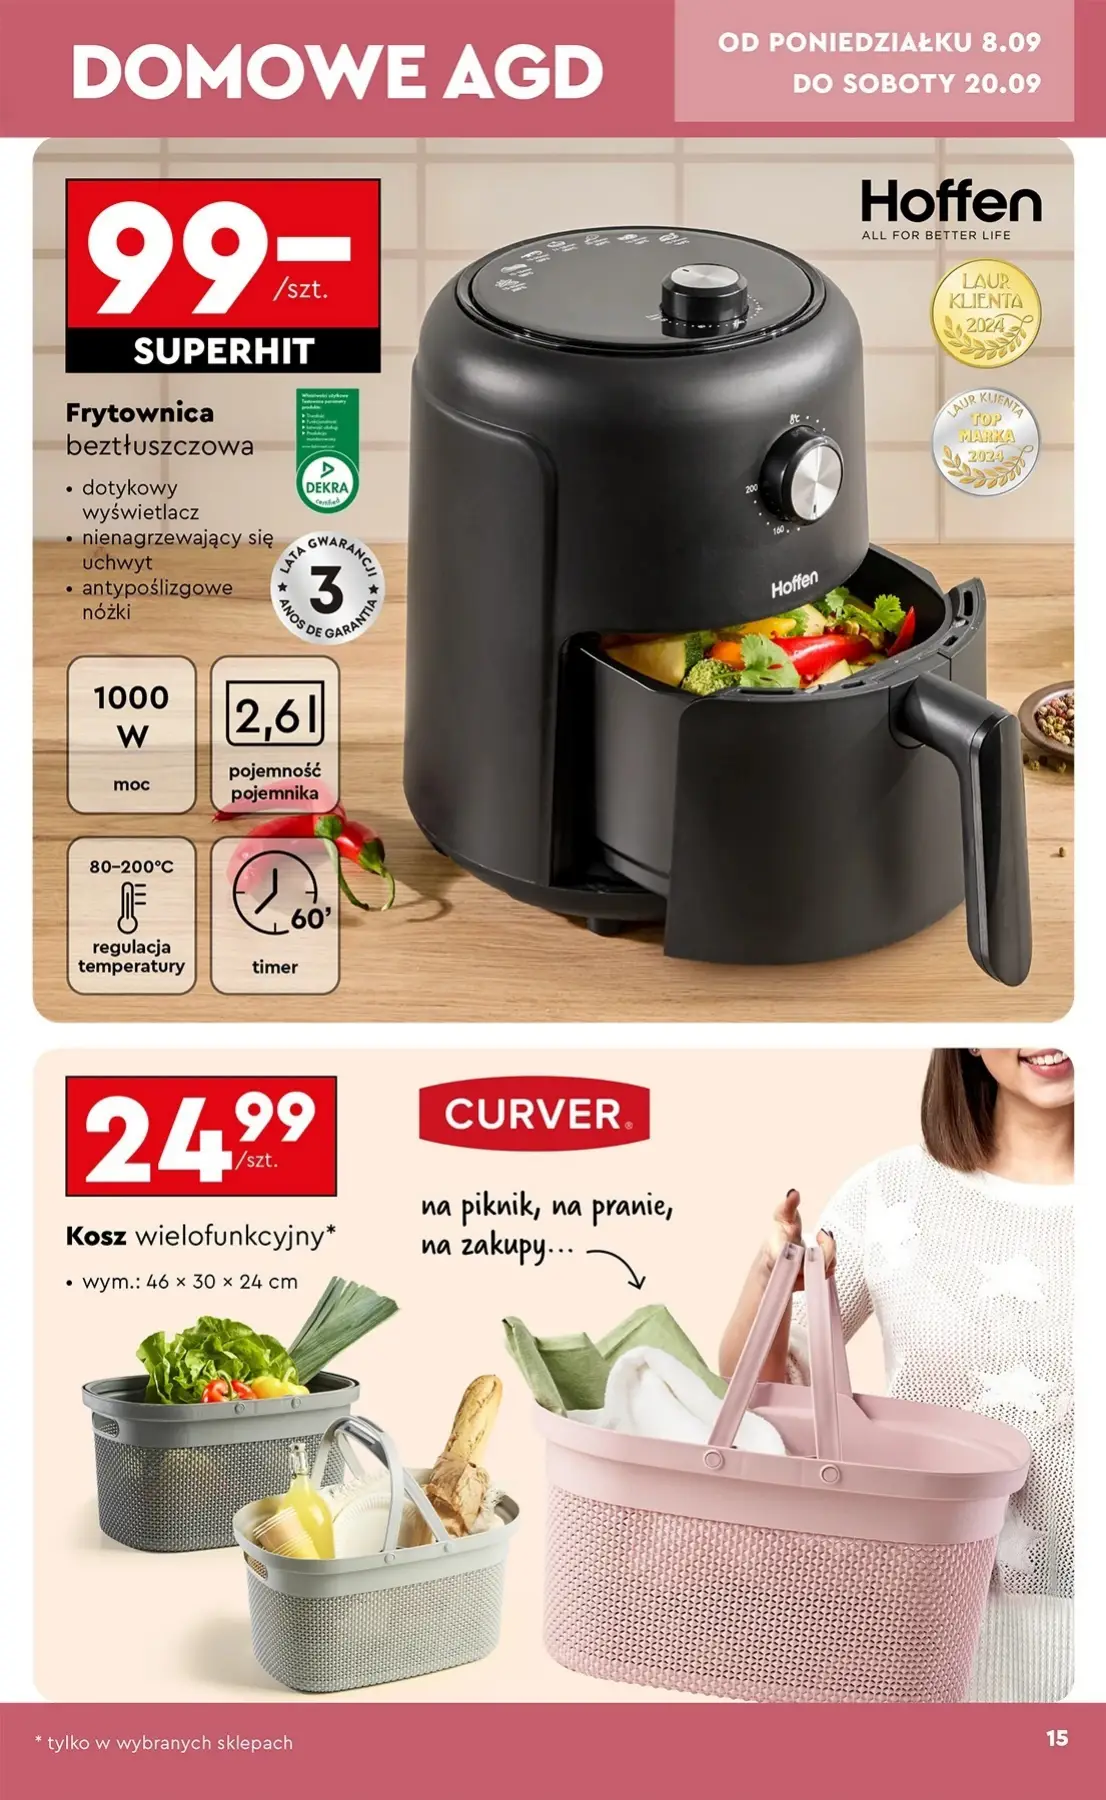 DOMOWE AGD
OD PONIEDZIAŁKU 8.09
DO SOBOTY 20.09
99-
/szt.
SUPERHIT
Hoffen
ALL FOR BETTER LIFE
LAUR
KLIENTA
2024
LAUR KLIENTA
TOP
MARKA
2024
Frytownica
beztłuszczowa
• dotykowy
wyświetlacz
• nienagrzewający się
uchwyt
• antypoślizgowe
nóżki
DEKRA
certified
LATA GWARANCJI
3
ANOS DE GARANTIA
200
160
Hoffen
1000
W
moc
2,6 l
pojemność
pojemnika
80-200°C
regulacja
temperatury
60’
timer
24 99
/szt.
CURVER®
na piknik, na pranie,
na zakupy...
Kosz wielofunkcyjny*
• wym.: 46 × 30 × 24 cm
* tylko w wybranych sklepach
15